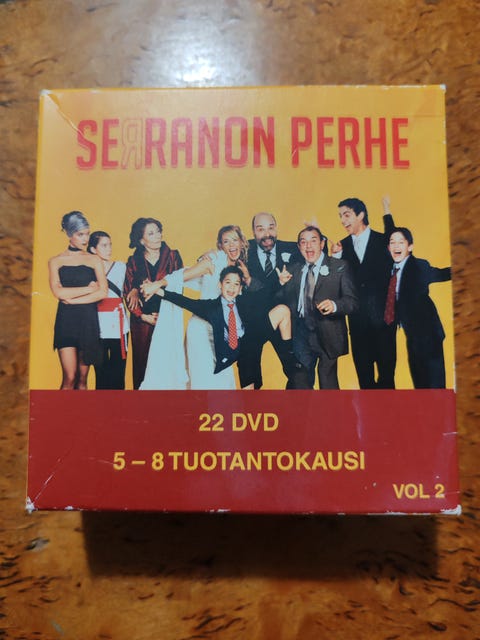 SERRANON PERHE
22 DVD
5 – 8 TUOTANTOKAUSI
VOL 2